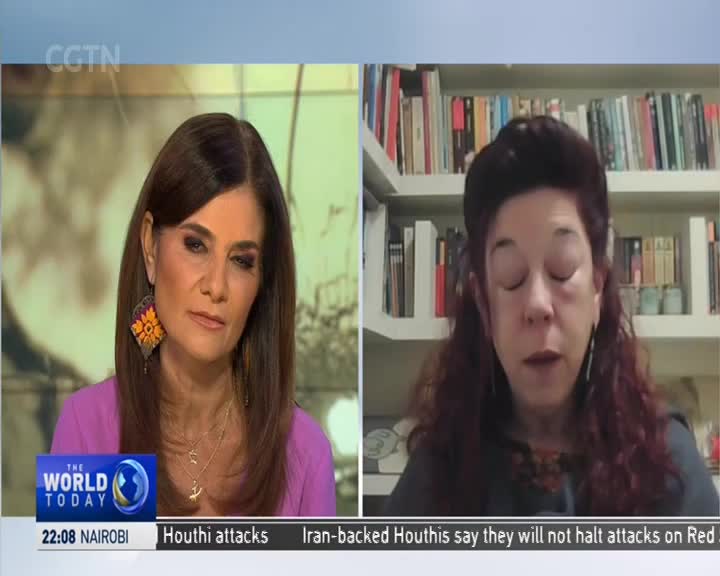 CGTN
THE
WORLD
TODAY
22:08 NAIROBI
Houthi attacks Iran-backed Houthis say they will not halt attacks on Red